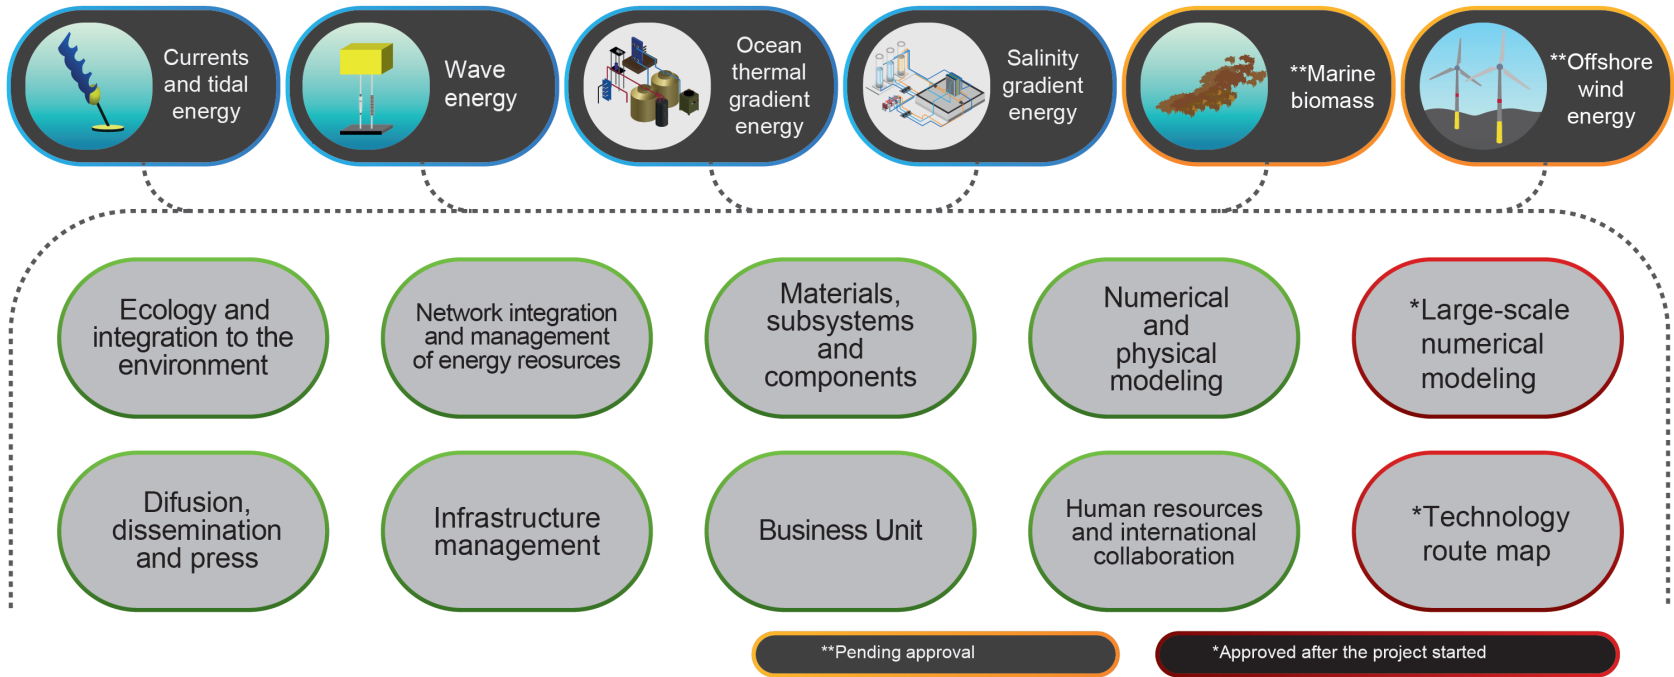 Currents
and tidal
energy
Wave
energy
Ocean
thermal
gradient
energy
Salinity
gradient
energy
**Marine
biomass
**Offshore
wind
energy
Ecology and
integration to the
environment
Network integration
and management
of energy reosurces
Materials,
subsystems
and
components
Numerical
and
physical
modeling
*Large-scale
numerical
modeling
Difusion,
dissemination
and press
Infrastructure
management
Business Unit
Human resources
and international
collaboration
*Technology
route map
**Pending approval
*Approved after the project started